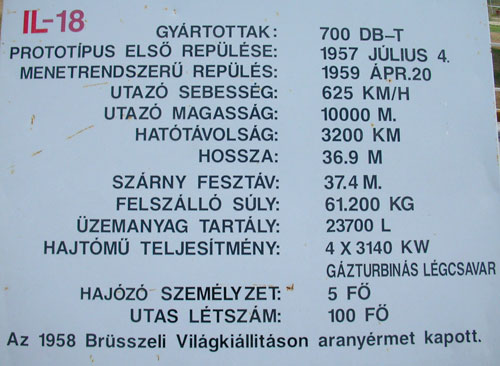 IL-18 GYÁRTOTTAK: 700 DB-T
PROTOTÍPUS ELSŐ REPÜLÉSE: 1957 JÚLIUS 4.
MENETRENDSZERŰ REPÜLÉS: 1959 ÁPR.20
UTAZÓ SEBESSÉG: 625 KM/H
UTAZÓ MAGASSÁG: 10000 M.
HATÓTÁVOLSÁG: 3200 KM
HOSSZA: 36.9 M
SZÁRNY FESZTÁV: 37.4 M.
FELSZÁLLÓ SÚLY: 61.200 KG
ÜZEMANYAG TARTÁLY: 23700 L
HAJTÓMŰ TELJESÍTMÉNY: 4 X 3140 KW
GÁZTURBINÁS LÉGCSAVAR
HAJÓZÓ SZEMÉLYZET: 5 FŐ
UTAS LÉTSZÁM: 100 FŐ
Az 1958 Brüsszeli Világkiállitáson aranyérmet kapott.